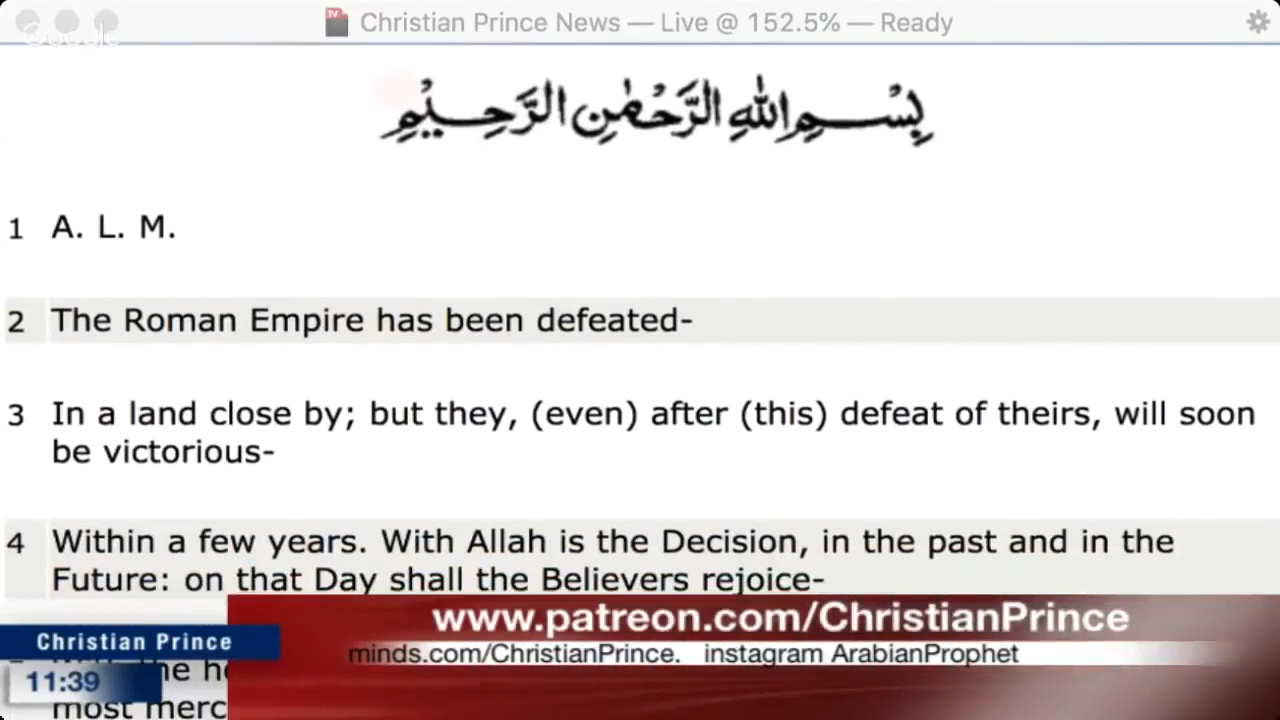 Christian Prince News — Live @ 152.5% — Ready
Google
بِسْمِ اللهِ الرَّحْمٰنِ الرَّحِيْمِ
1 A. L. M.
2 The Roman Empire has been defeated-
3 In a land close by; but they, (even) after (this) defeat of theirs, will soon
be victorious-
4 Within a few years. With Allah is the Decision, in the past and in the
Future: on that Day shall the Believers rejoice-
www.patreon.com/ChristianPrince
Christian Prince
minds.com/ChristianPrince. instagram ArabianProphet
11:39
most